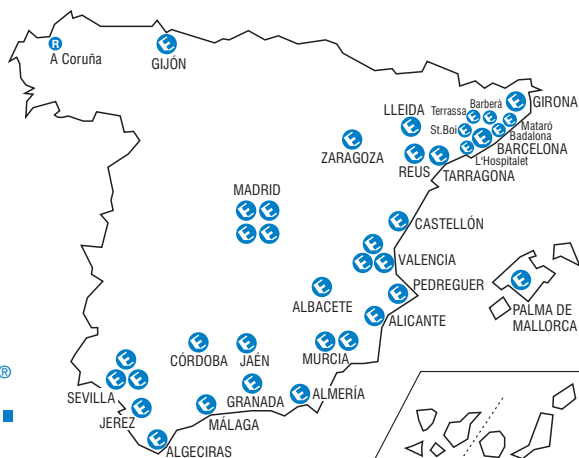 R
A Coruña
GIJÓN
LLEIDA
Terrassa
Barberà
GIRONA
St.Boi
Mataró
Badalona
BARCELONA
L'Hospitalet
ZARAGOZA
REUS
TARRAGONA
MADRID
CASTELLÓN
VALENCIA
PEDREGUER
ALBACETE
ALICANTE
PALMA DE
MALLORCA
CÓRDOBA
JAÉN
MURCIA
®
SEVILLA
GRANADA
ALMERÍA
JEREZ
MÁLAGA
ALGECIRAS